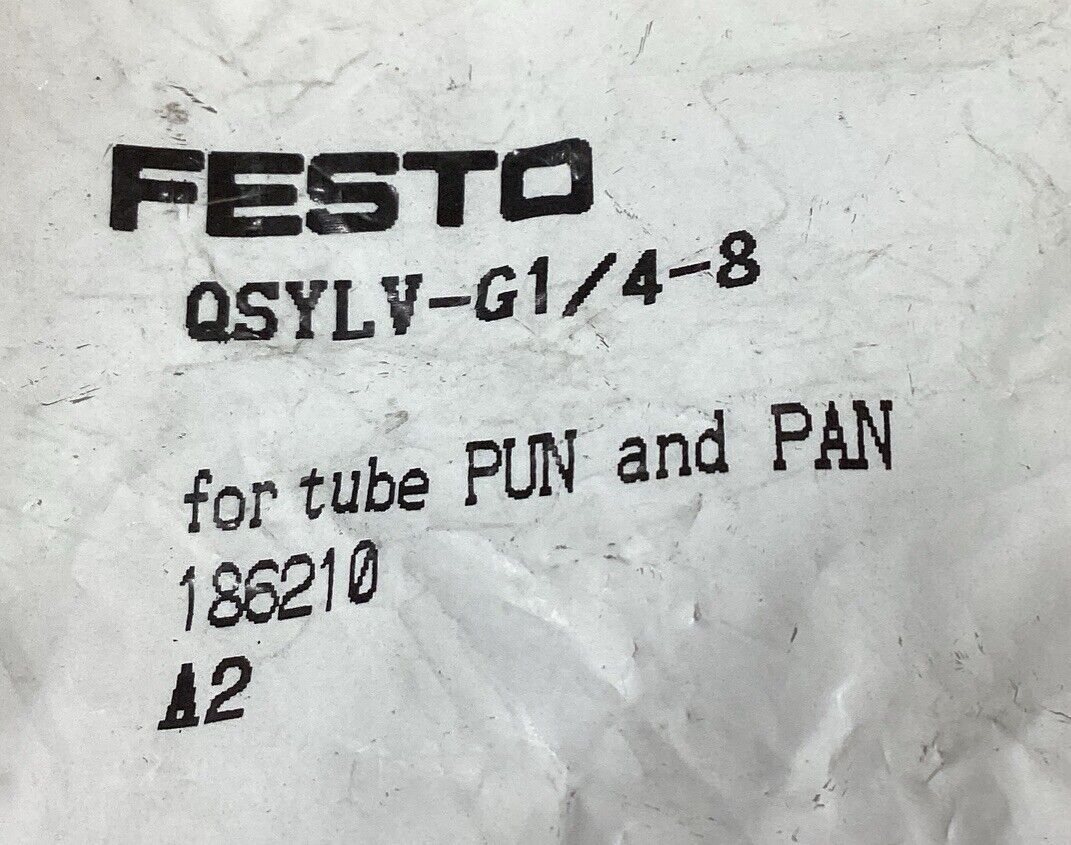 FESTO
QSYLV-G1/4-8
for tube PUN and PAN
186210
A2